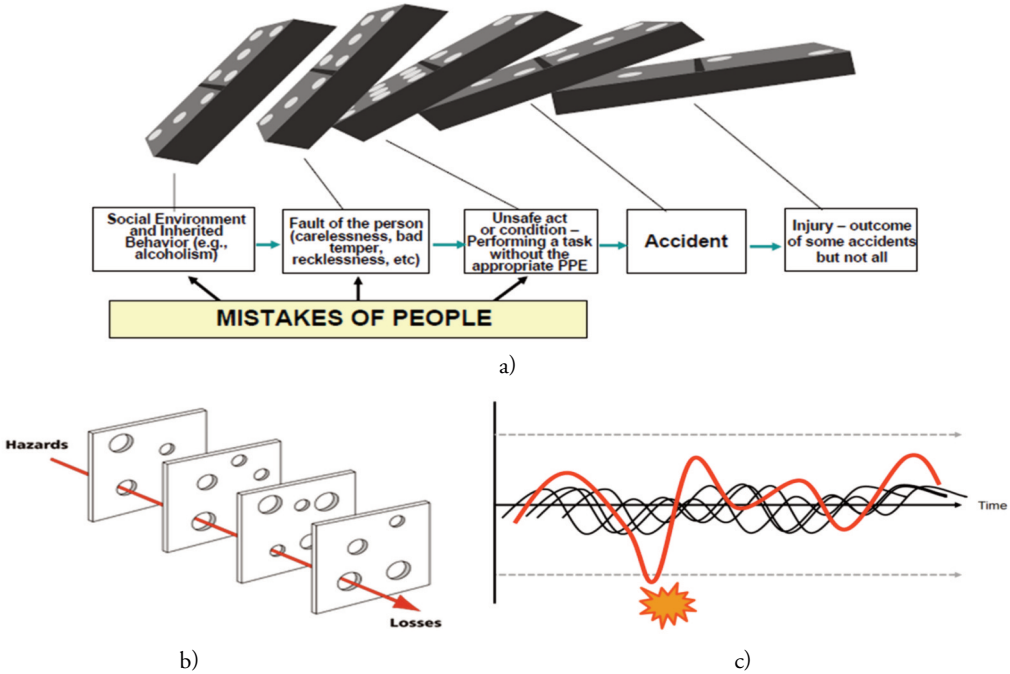 Social Environment
and Inherited
Behavior (e.g.,
alcoholism)
Fault of the person
(carelessness, bad
temper,
recklessness, etc)
Unsafe act
or condition –
Performing a task
without the
appropriate PPE
Accident
Injury – outcome
of some accidents
but not all
MISTAKES OF PEOPLE
a)
Hazards
Losses
b)
Time
c)